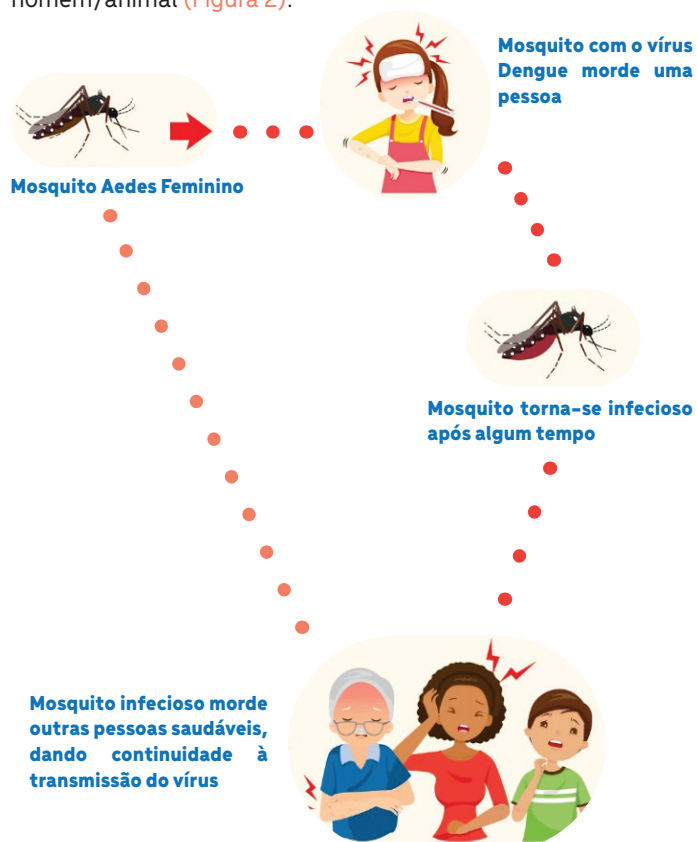 homem/animal (Figura 2).
Mosquito com o vírus
Dengue morde uma
pessoa
Mosquito Aedes Feminino
Mosquito torna-se infecioso
após algum tempo
Mosquito infecioso morde
outras pessoas saudáveis,
dando continuidade à
transmissão do vírus